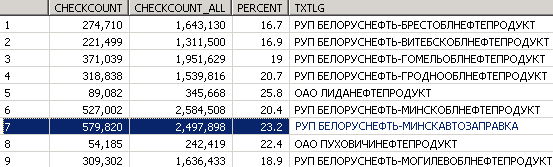 CHECKCOUNT CHECKCOUNT_ALL PERCENT TXTLG
1 274,710 1,643,130 16.7 РУП БЕЛОРУСНЕФТЬ-БРЕСТОБЛНЕФТЕПРОДУКТ
2 221,499 1,311,500 16.9 РУП БЕЛОРУСНЕФТЬ-ВИТЕБСКОБЛНЕФТЕПРОДУКТ
3 371,039 1,951,629 19 РУП БЕЛОРУСНЕФТЬ-ГОМЕЛЬОБЛНЕФТЕПРОДУКТ
4 318,838 1,539,816 20.7 РУП БЕЛОРУСНЕФТЬ-ГРОДНООБЛНЕФТЕПРОДУКТ
5 89,082 345,668 25.8 ОАО ЛИДАНЕФТЕПРОДУКТ
6 527,002 2,584,508 20.4 РУП БЕЛОРУСНЕФТЬ-МИНСКОБЛНЕФТЕПРОДУКТ
7 579,820 2,497,898 23.2 РУП БЕЛОРУСНЕФТЬ-МИНСКАВТОЗАПРАВКА
8 54,185 242,419 22.4 ОАО ПУХОВИЧИНЕФТЕПРОДУКТ
9 309,302 1,636,433 18.9 РУП БЕЛОРУСНЕФТЬ-МОГИЛЕВОБЛНЕФТЕПРОДУКТ